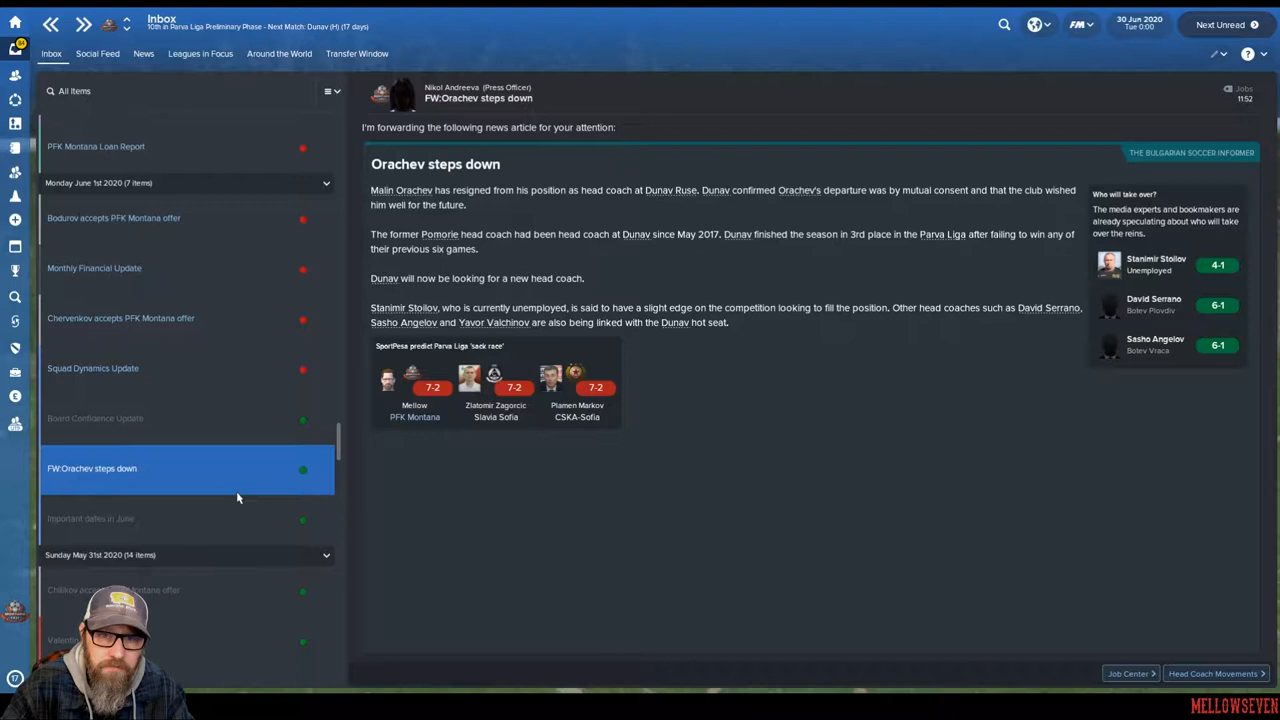 Inbox
10th in Parva Liga Preliminary Phase - Next Match: Dunav (H) (17 days)
FM
30 Jun 2020
Tue 0:00
Next Unread
Inbox
Social Feed
News
Leagues in Focus
Around the World
Transfer Window
All Items
PFK Montana Loan Report
Monday June 1st 2020 (7 items)
Bodurov accepts PFK Montana offer
Monthly Financial Update
Chervenkov accepts PFK Montana offer
Squad Dynamics Update
Board Confidence Update
FW:Orachev steps down
Important dates in June
Sunday May 31st 2020 (14 items)
Chilikov
Montana offer
17
Nikol Andreeva (Press Officer)
FW:Orachev steps down
Jobs
11:52
I'm forwarding the following news article for your attention:
THE BULGARIAN SOCCER INFORMER
Orachev steps down
Malin Orachev has resigned from his position as head coach at Dunav Ruse. Dunav confirmed Orachev's departure was by mutual consent and that the club wished
him well for the future.
The former Pomorie head coach had been head coach at Dunav since May 2017. Dunav finished the season in 3rd place in the Parva Liga after failing to win any of
their previous six games.
Dunav will now be looking for a new head coach.
Stanimir Stoilov, who is currently unemployed, is said to have a slight edge on the competition looking to fill the position. Other head coaches such as David Serrano,
Sasho Angelov and Yavor Valchinov are also being linked with the Dunav hot seat.
SportPesa predict Parva Liga 'sack race'
7-2
7-2
7-2
Mellow
PFK Montana
Zlatomir Zagorcic
Slavia Sofia
Plamen Markov
CSKA-Sofia
Who will take over?
The media experts and bookmakers are
already speculating about who will take
over the reins.
Stanimir Stoilov
Unemployed
4-1
David Serrano
Botev Plovdiv
6-1
Sasho Angelov
Botev Vraca
6-1
Job Center
Head Coach Movements
MELLOWSEVEN